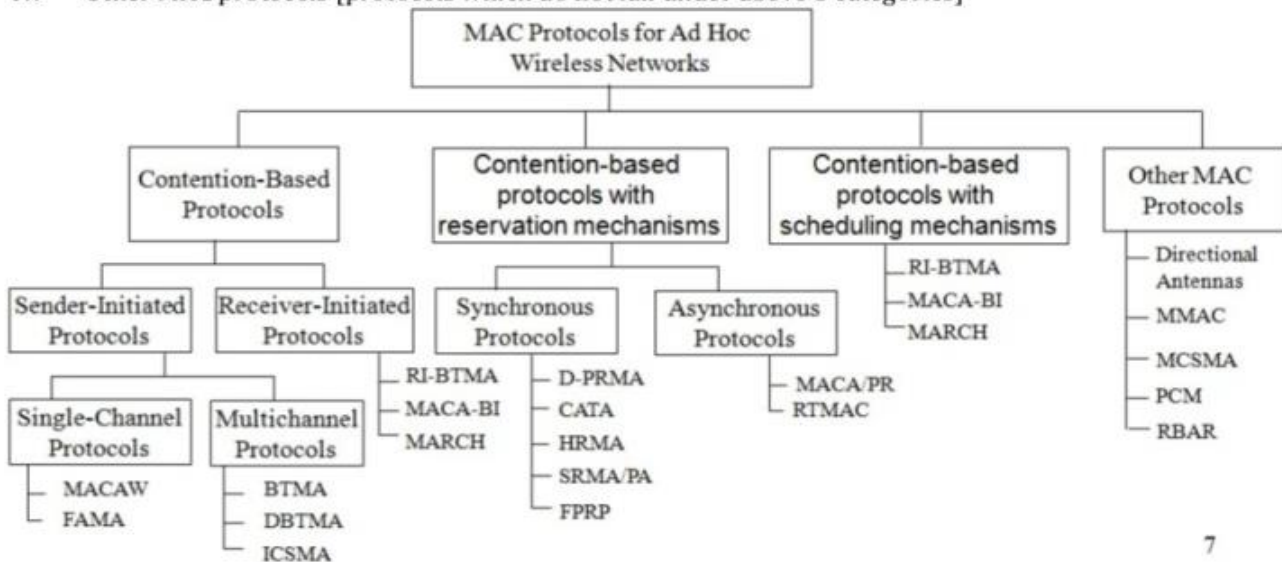 MAC Protocols for Ad Hoc
Wireless Networks
Contention-Based
Protocols
Contention-based
protocols with
reservation mechanisms
Contention-based
protocols with
scheduling mechanisms
Other MAC
Protocols
Sender-Initiated
Protocols
Receiver-Initiated
Protocols
Synchronous
Protocols
Asynchronous
Protocols
RI-BTMA
MACA-BI
MARCH
Directional
Antennas
MMAC
MCSMA
PCM
RBAR
Single-Channel
Protocols
Multichannel
Protocols
RI-BTMA
MACA-BI
MARCH
D-PRMA
CATA
HRMA
SRMA/PA
FPRP
MACA/PR
RTMAC
MACAW
FAMA
BTMA
DBTMA
ICSMA
7